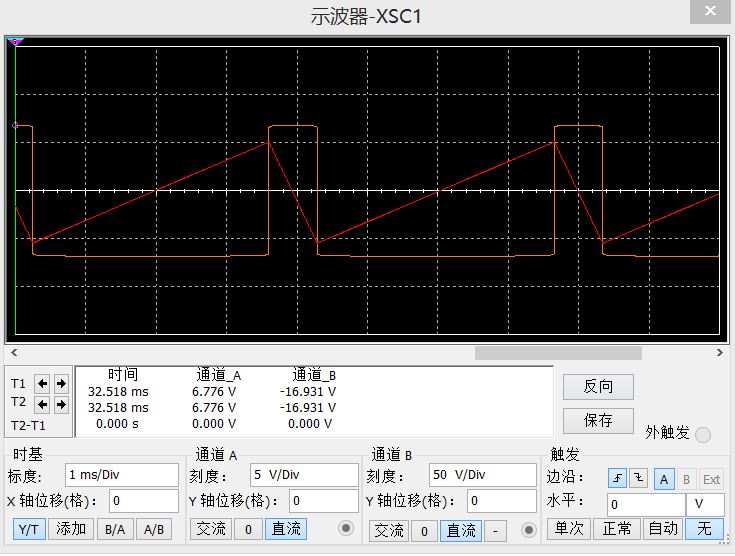 示波器-XSC1
时间 通道_A 通道_B
T1 32.518 ms 6.776 V -16.931 V
T2 32.518 ms 6.776 V -16.931 V
T2-T1 0.000 s 0.000 V 0.000 V
反向
保存
外触发
时基
标度: 1 ms/Div
X 轴位移(格): 0
Y/T 添加 B/A A/B
通道 A
刻度: 5 V/Div
Y 轴位移(格): 0
交流 0 直流
通道 B
刻度: 50 V/Div
Y 轴位移(格): 0
交流 0 直流 -
触发
边沿: A B Ext
水平: 0 V
单次 正常 自动 无